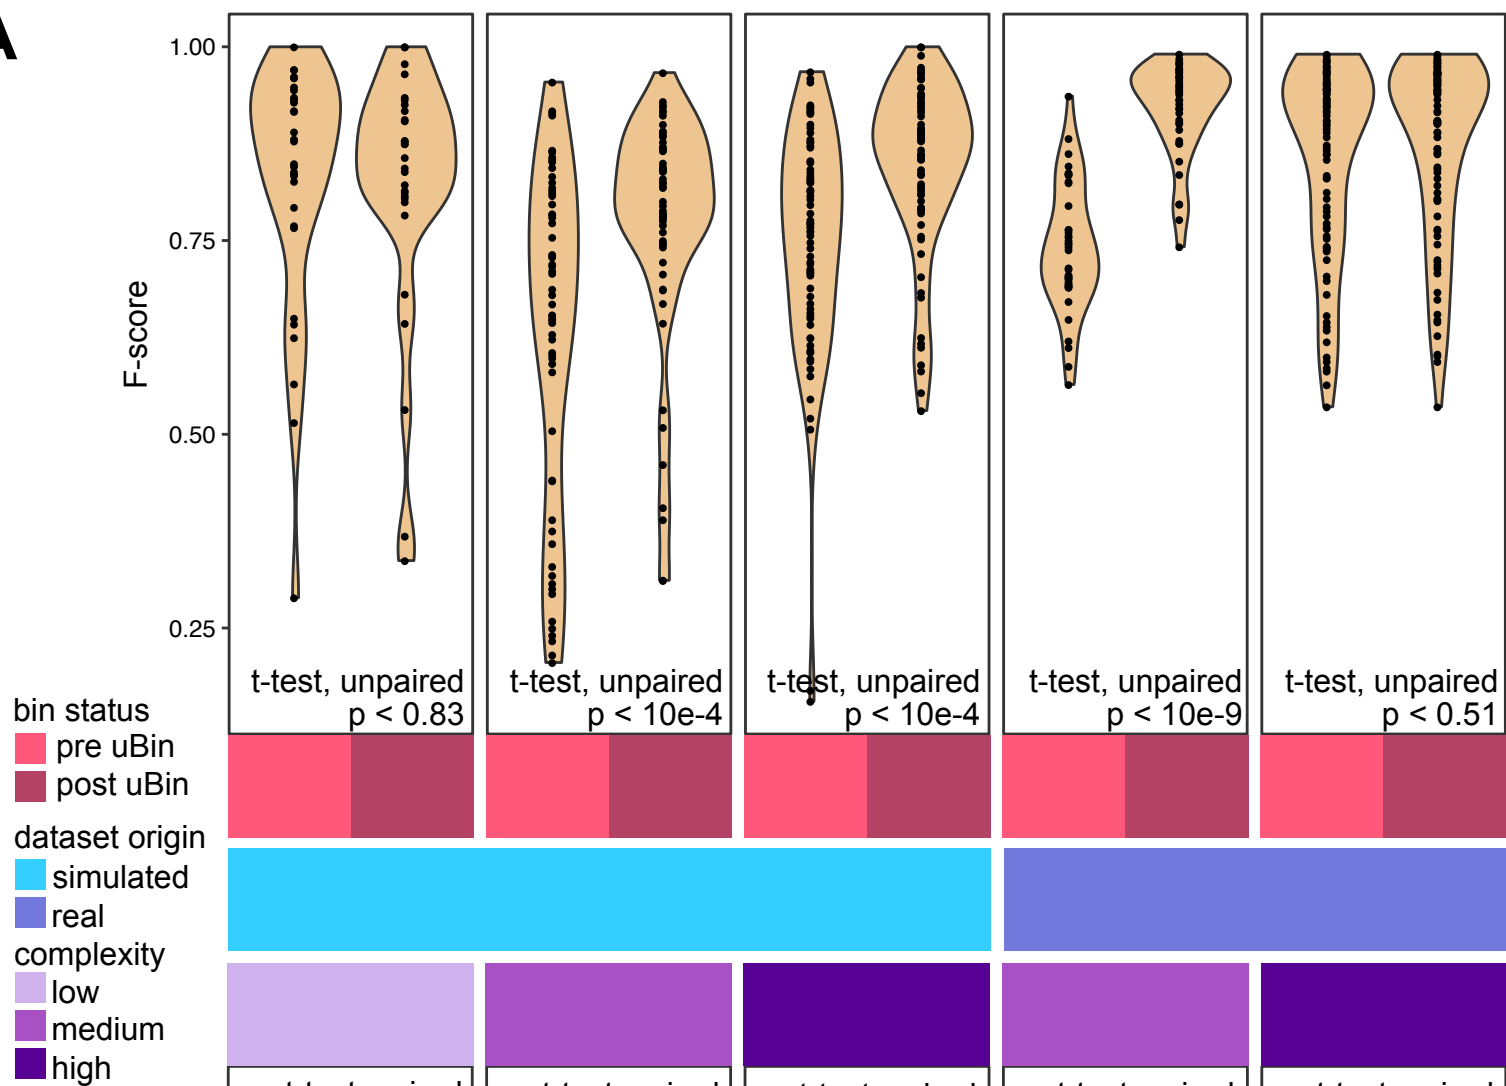 A
1.00
0.75
0.50
0.25
F-score
t-test, unpaired
p < 0.83
t-test, unpaired
p < 10e-4
t-test, unpaired
p < 10e-4
t-test, unpaired
p < 10e-9
t-test, unpaired
p < 0.51
bin status
pre uBin
post uBin
dataset origin
simulated
real
complexity
low
medium
high